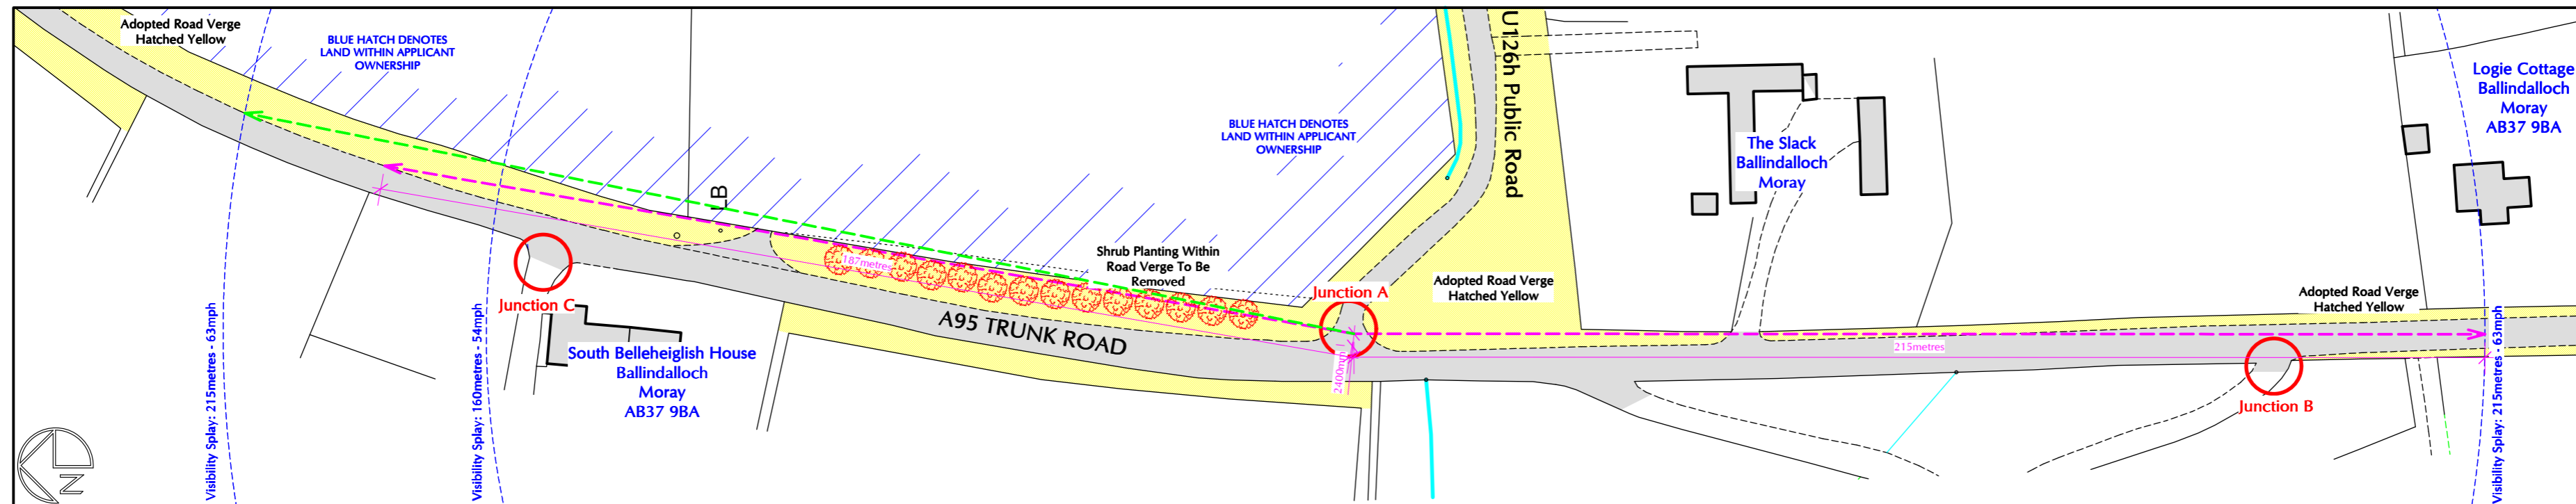 Adopted Road Verge
Hatched Yellow
BLUE HATCH DENOTES
LAND WITHIN APPLICANT
OWNERSHIP
Visibility Splay: 215metres - 63mph
Visibility Splay: 160metres - 54mph
Junction C
South Belleheiglish House
Ballindalloch
Moray
AB37 9BA
LB
187metres
A95 TRUNK ROAD
Shrub Planting Within
Road Verge To Be
Removed
BLUE HATCH DENOTES
LAND WITHIN APPLICANT
OWNERSHIP
Junction A
2400mm
U126h Public Road
Adopted Road Verge
Hatched Yellow
The Slack
Ballindalloch
Moray
215metres
Junction B
Adopted Road Verge
Hatched Yellow
Logie Cottage
Ballindalloch
Moray
AB37 9BA
Visibility Splay: 215metres - 63mph
N